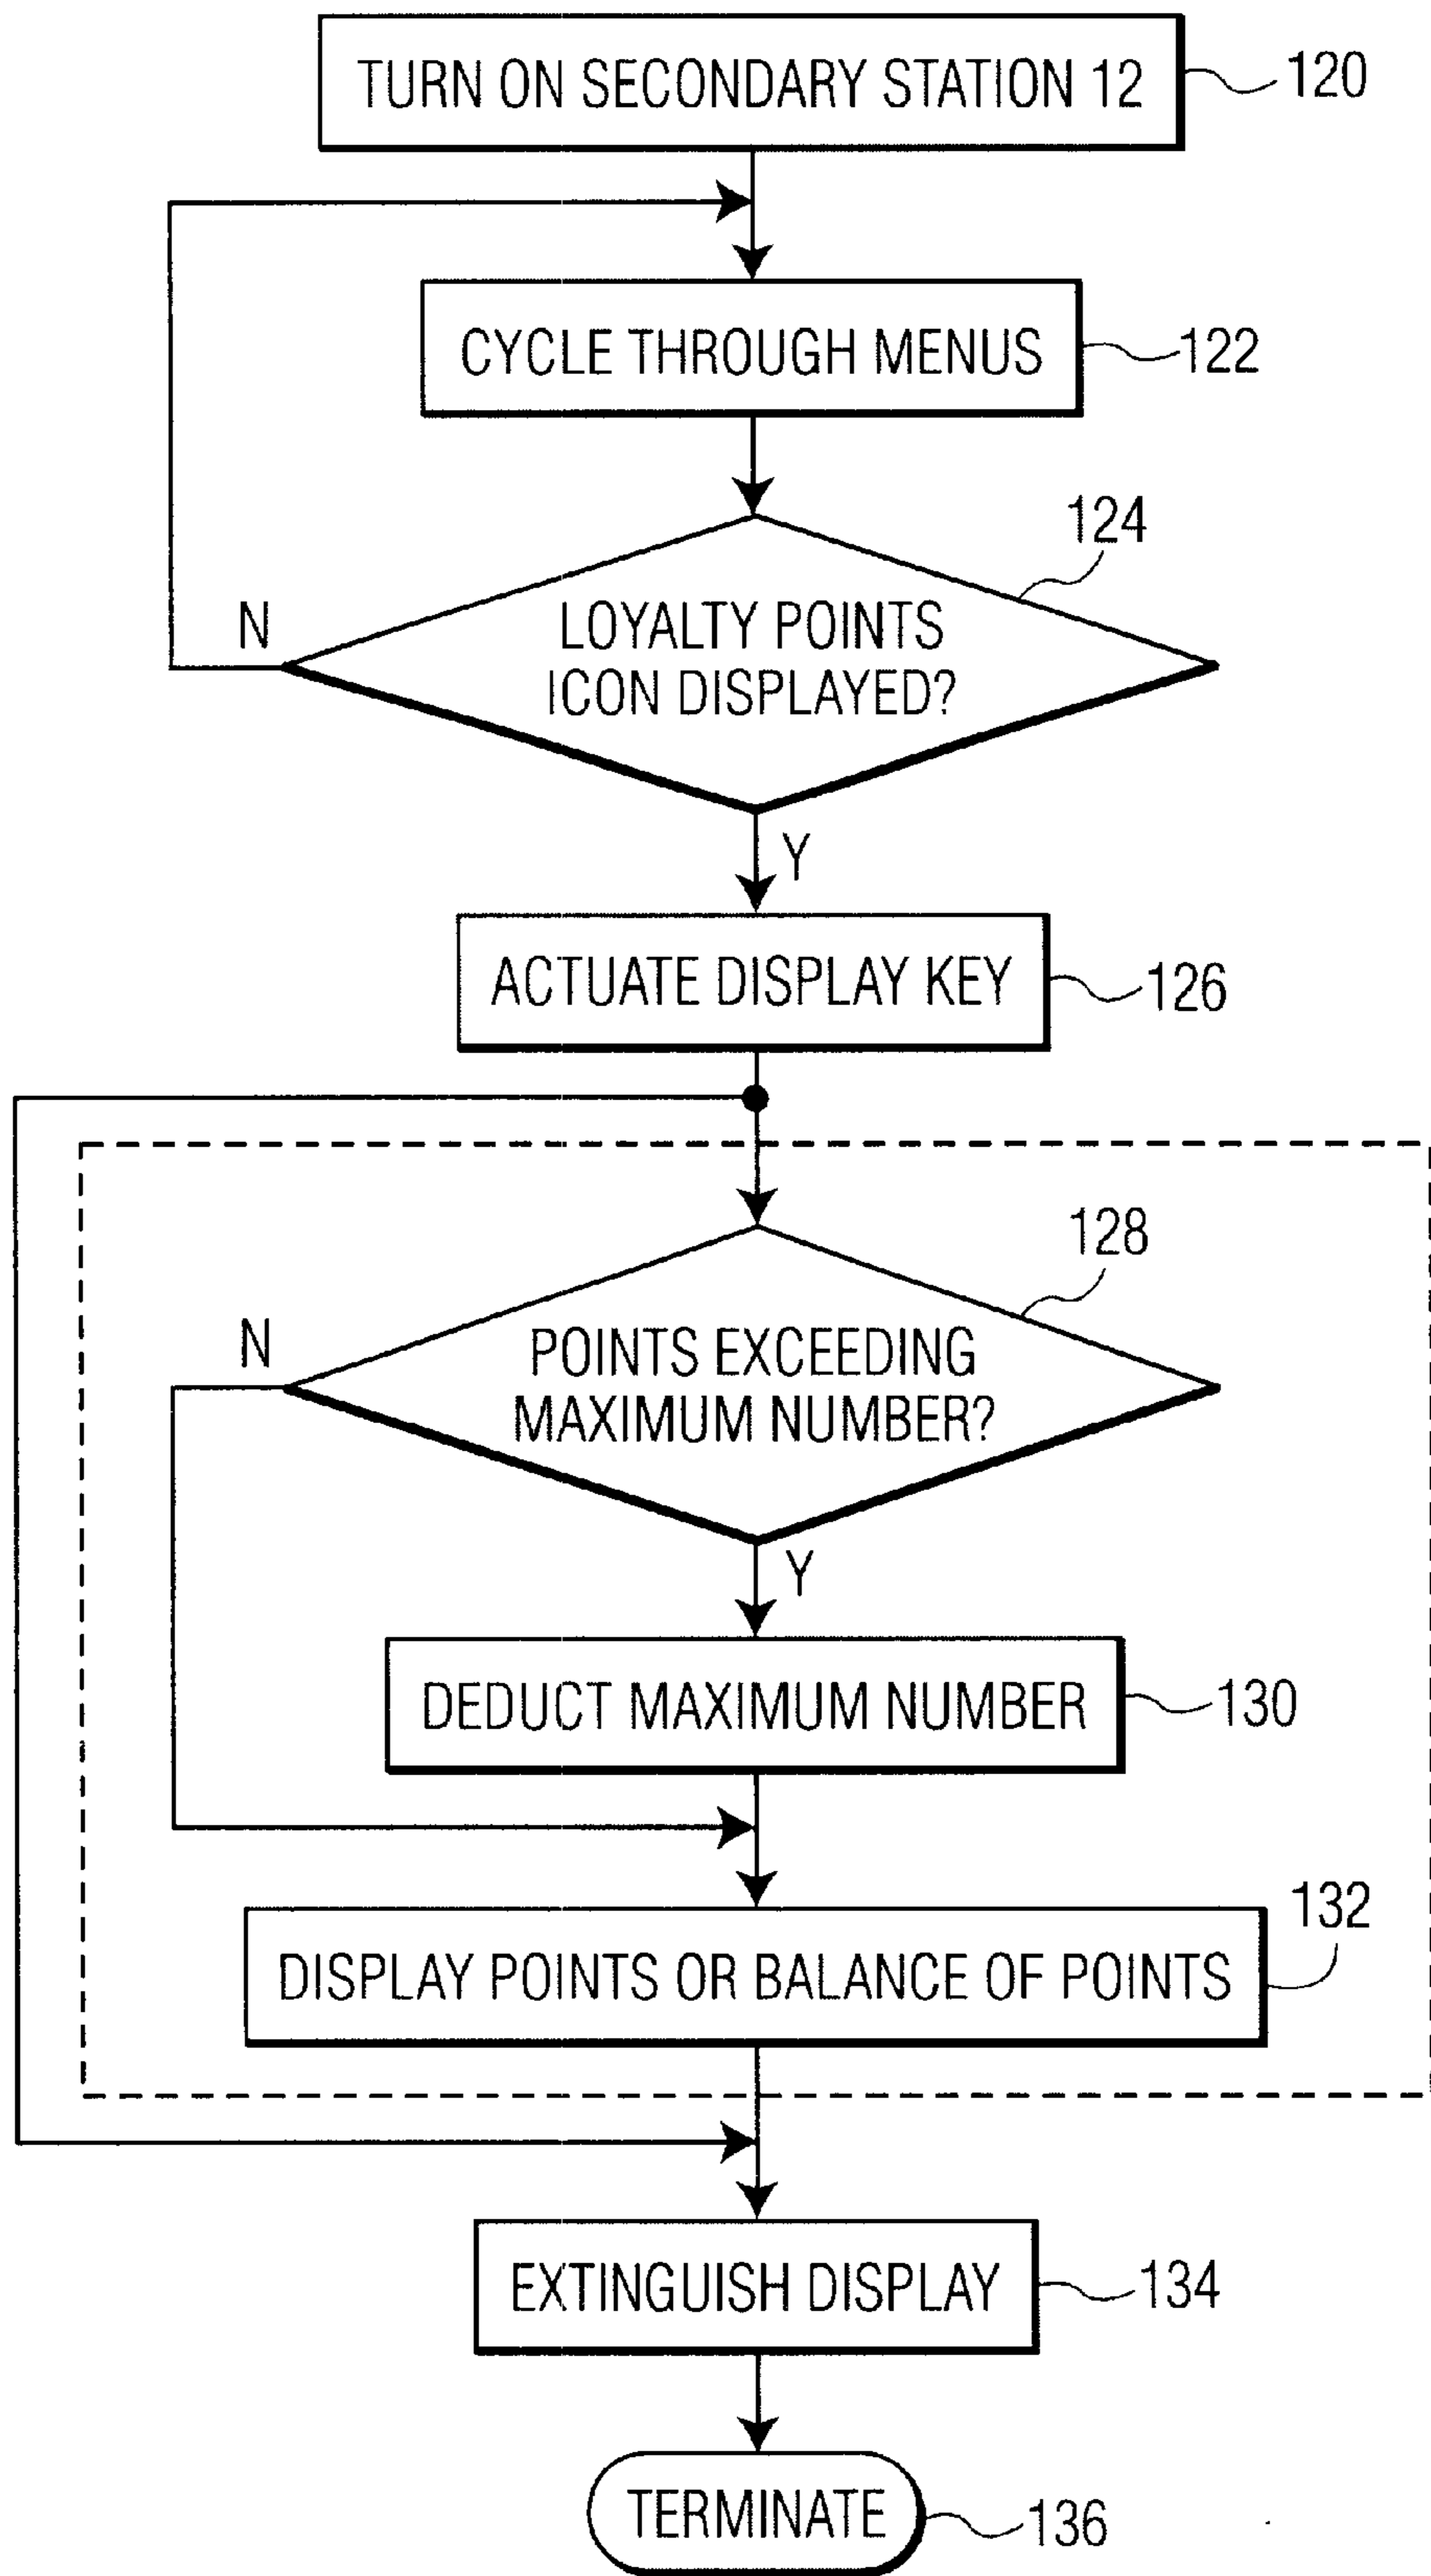 TURN ON SECONDARY STATION 12
120
CYCLE THROUGH MENUS
122
124
N
LOYALTY POINTS
ICON DISPLAYED?
Y
ACTUATE DISPLAY KEY
126
128
N
POINTS EXCEEDING
MAXIMUM NUMBER?
Y
DEDUCT MAXIMUM NUMBER
130
132
DISPLAY POINTS OR BALANCE OF POINTS
EXTINGUISH DISPLAY
134
TERMINATE
136